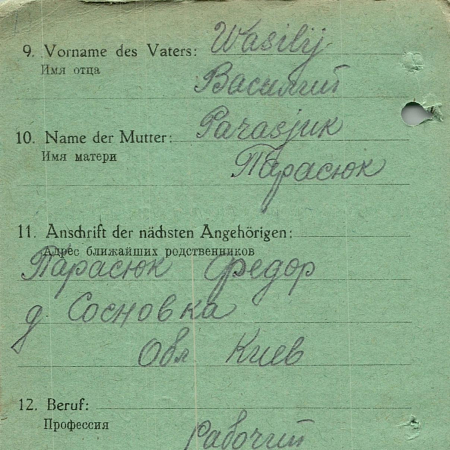 9. Vorname des Vaters: Wasilij
Имя отца Василий
10. Name der Mutter: Parasjuk
Имя матери Парасюк
11. Anschrift der nächsten Angehörigen:
Адрес ближайших родственников
Парасюк Федор
д Сосновка
Обл Киев
12. Beruf:
Профессия Рабочий